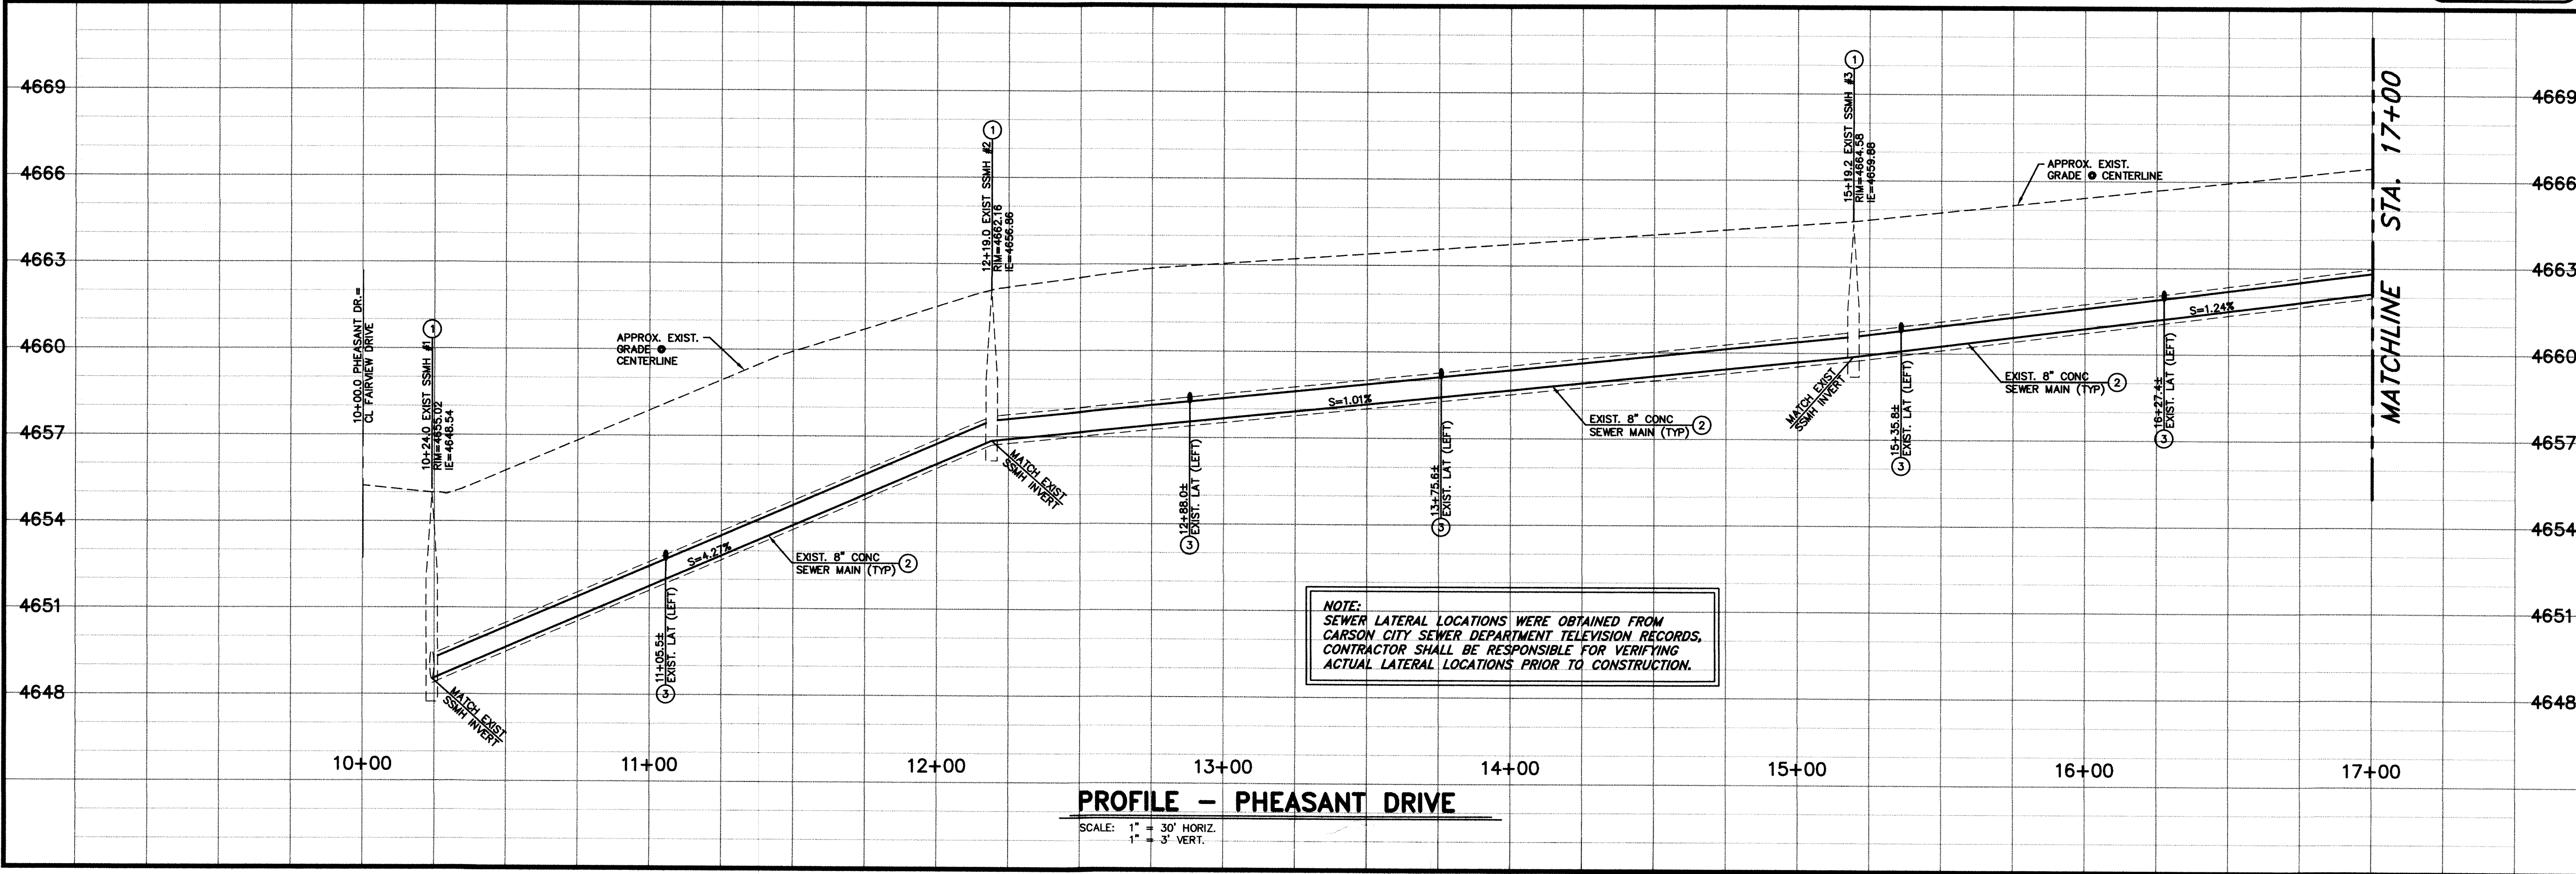 4669
4666
4663
4660
4657
4654
4651
4648
10+00.0 PHEASANT DR.=
CL FAIRVIEW DRIVE
1
10+24.0 EXIST SSMH #1
RIM=4655.02
IE=4648.54
MATCH EXIST
SSMH INVERT
APPROX. EXIST.
GRADE @
CENTERLINE
11+05.5±
EXIST. LAT (LEFT)
3
S=4.27%
EXIST. 8" CONC
SEWER MAIN (TYP)
2
1
12+19.0 EXIST SSMH #2
RIM=4662.16
IE=4656.86
MATCH EXIST
SSMH INVERT
12+88.0±
EXIST. LAT (LEFT)
3
S=1.01%
13+75.6±
EXIST. LAT (LEFT)
3
EXIST. 8" CONC
SEWER MAIN (TYP)
2
1
15+19.2 EXIST SSMH #3
RIM=4664.58
IE=4659.88
MATCH EXIST
SSMH INVERT
15+35.8±
EXIST. LAT (LEFT)
3
APPROX. EXIST.
GRADE @ CENTERLINE
EXIST. 8" CONC
SEWER MAIN (TYP)
2
16+27.4±
EXIST. LAT (LEFT)
3
S=1.24%
MATCHLINE STA. 17+00
4669
4666
4663
4660
4657
4654
4651
4648
NOTE:
SEWER LATERAL LOCATIONS WERE OBTAINED FROM
CARSON CITY SEWER DEPARTMENT TELEVISION RECORDS,
CONTRACTOR SHALL BE RESPONSIBLE FOR VERIFYING
ACTUAL LATERAL LOCATIONS PRIOR TO CONSTRUCTION.
10+00 11+00 12+00 13+00 14+00 15+00 16+00 17+00
PROFILE - PHEASANT DRIVE
SCALE: 1" = 30' HORIZ.
1" = 3' VERT.